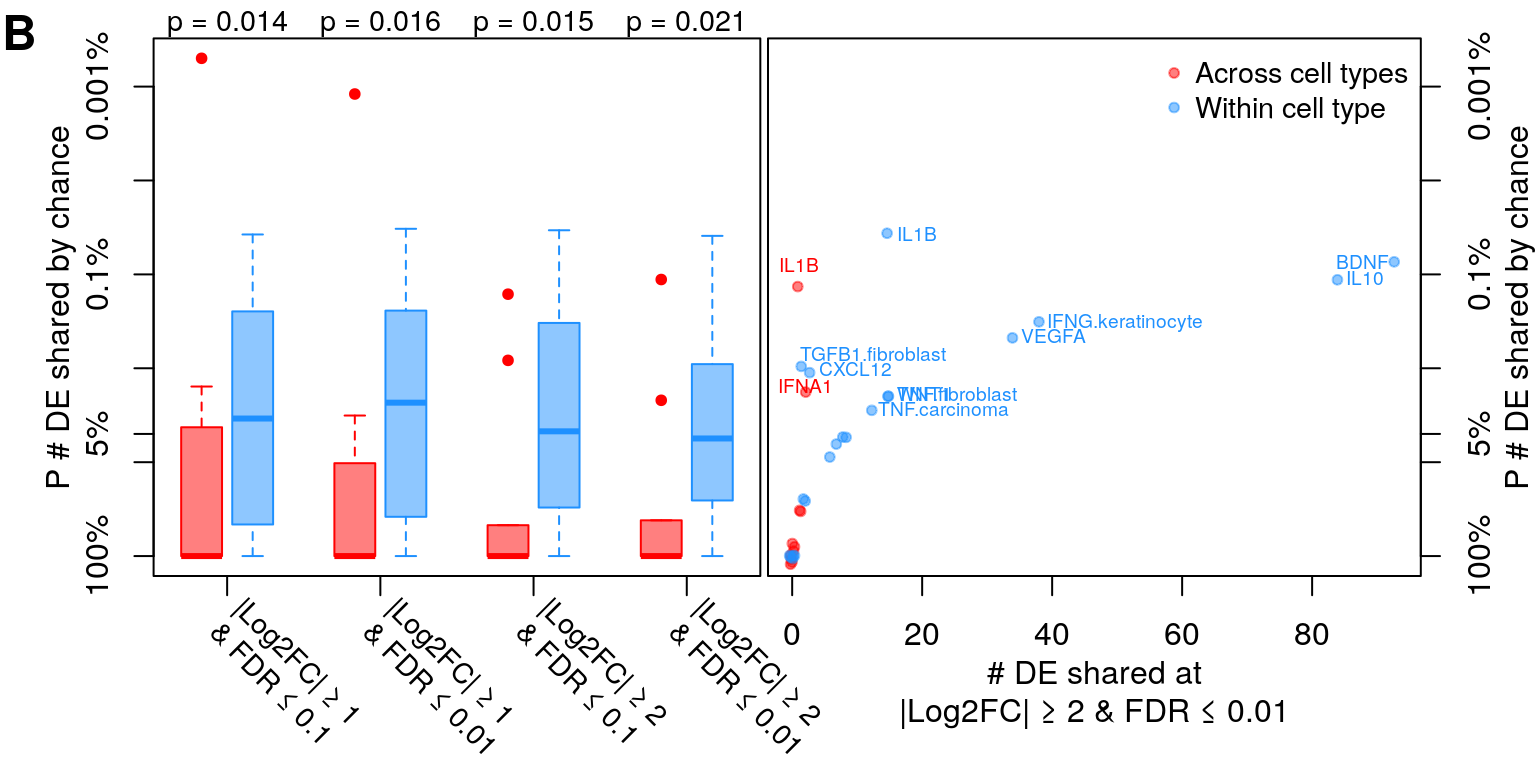 B
p = 0.014
p = 0.016
p = 0.015
p = 0.021
P # DE shared by chance
0.001%
0.1%
5%
100%
|Log2FC| ≥ 1
& FDR ≤ 0.1
|Log2FC| ≥ 1
& FDR ≤ 0.01
|Log2FC| ≥ 2
& FDR ≤ 0.1
|Log2FC| ≥ 2
& FDR ≤ 0.01
Across cell types
Within cell type
IL1B
IL1B
BDNF
IL10
IFNG.keratinocyte
VEGFA
TGFB1.fibroblast
CXCL12
IFNA1
TNF.carcinoma
0
20
40
60
80
# DE shared at
|Log2FC| ≥ 2 & FDR ≤ 0.01
0.001%
0.1%
5%
100%
P # DE shared by chance